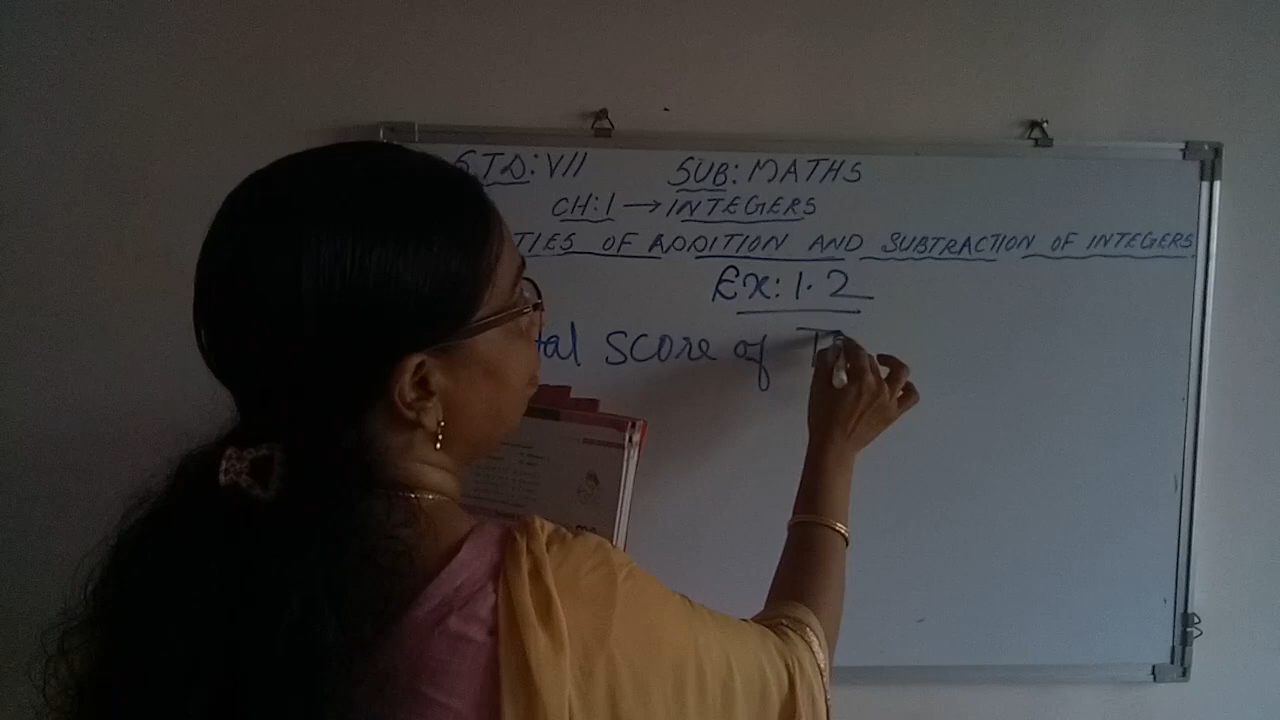 STD: VII SUB: MATHS
CH: 1 → INTEGERS
TIES OF ADDITION AND SUBTRACTION OF INTEGERS
Ex: 1.2
tal score of